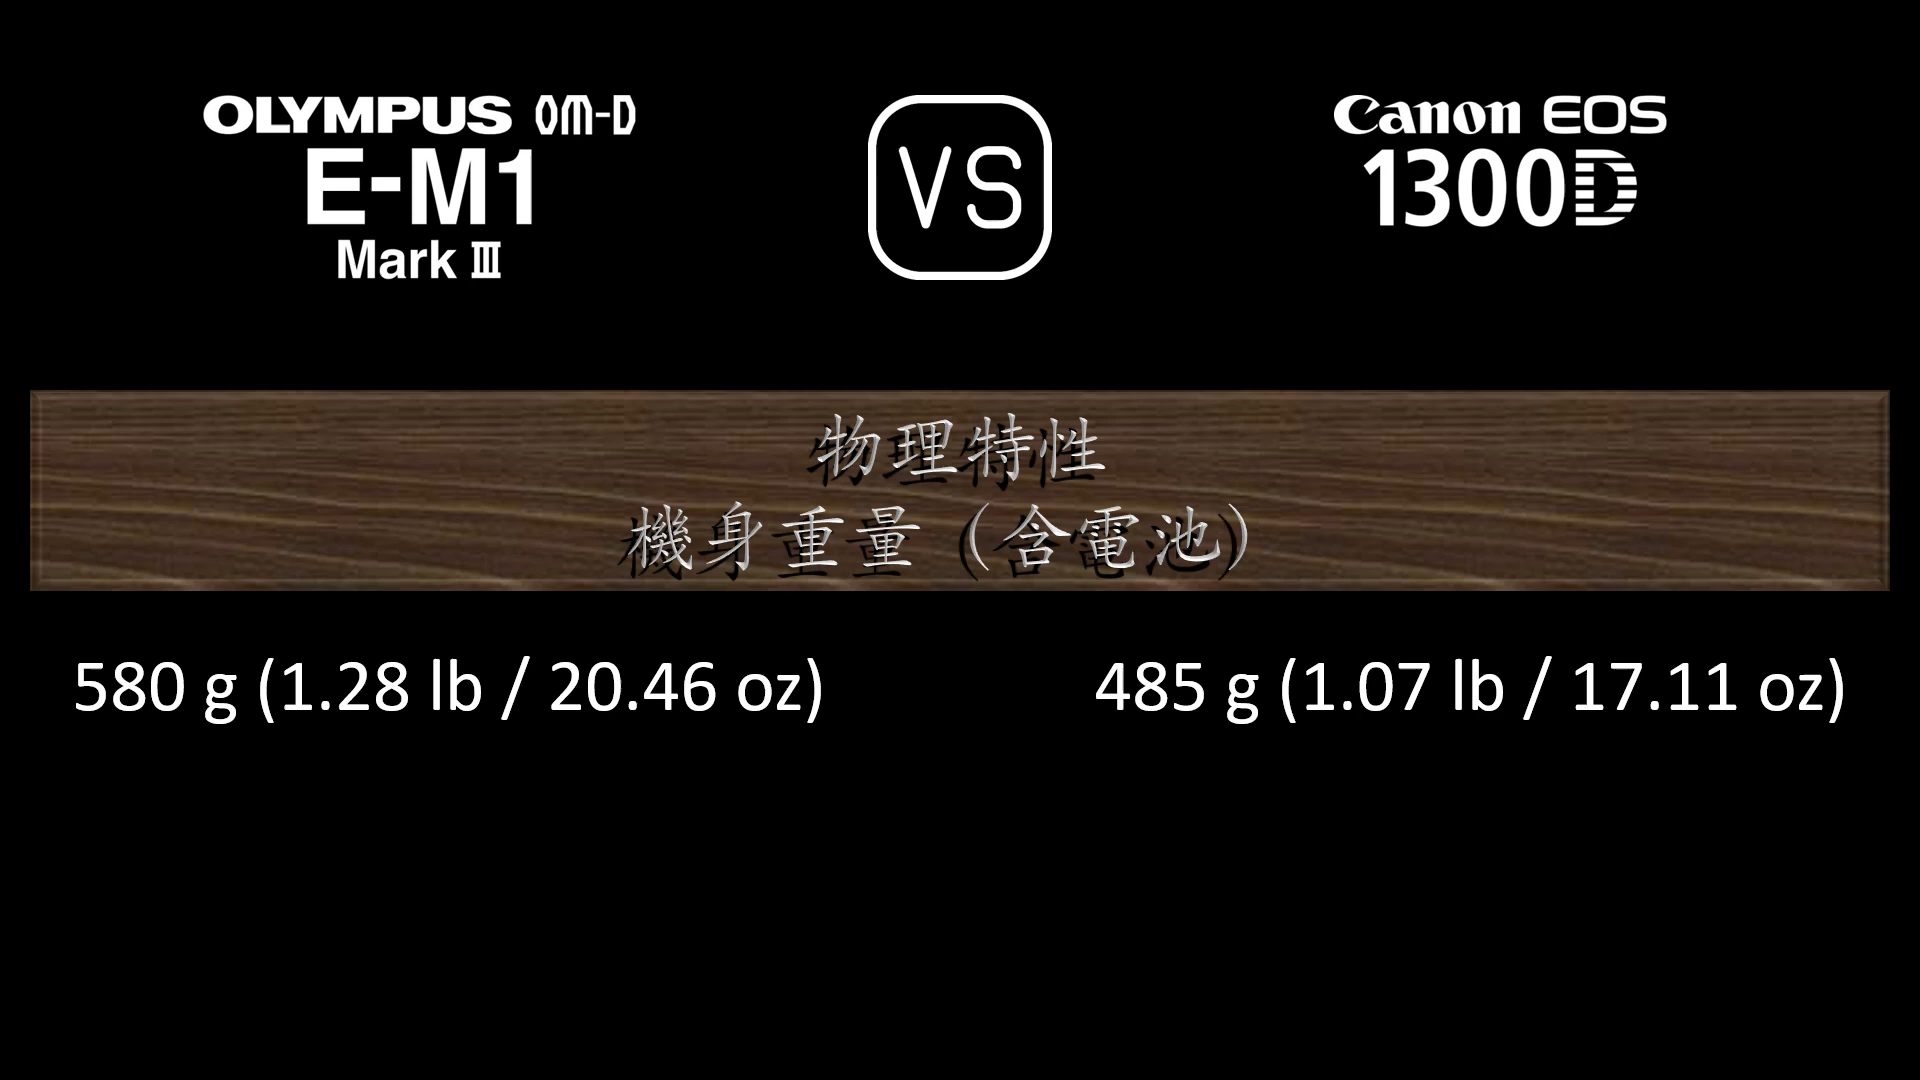 OLYMPUS OM-D
E-M1
Mark III
VS
Canon EOS
1300D
物理特性
機身重量（含電池）
580 g (1.28 lb / 20.46 oz)
485 g (1.07 lb / 17.11 oz)